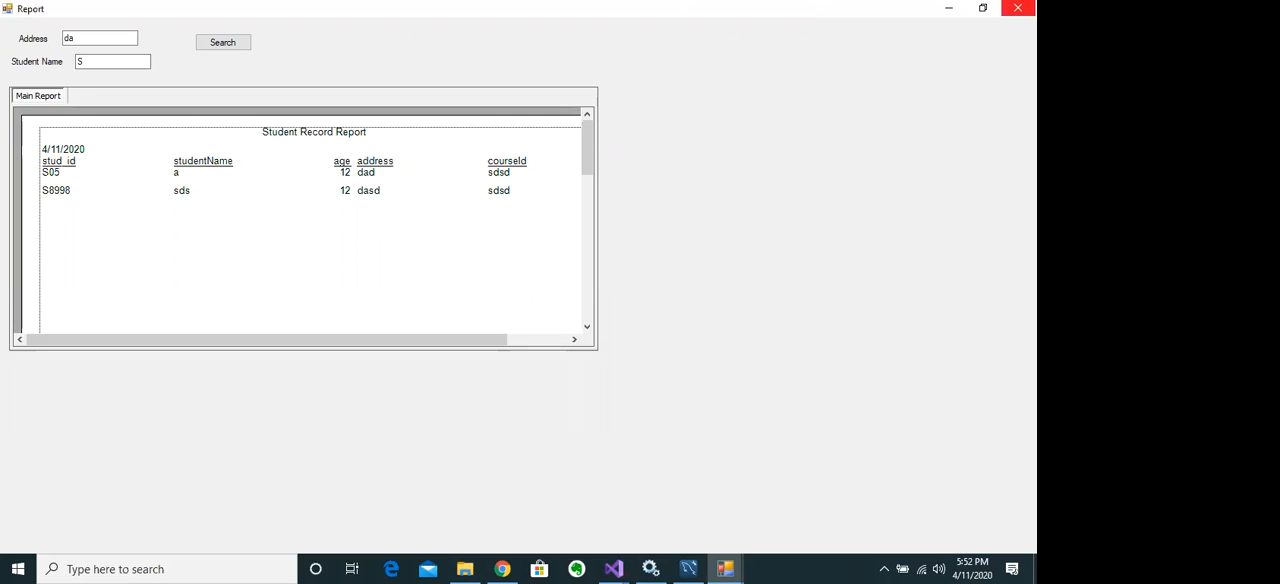 Report
Address da
Search
Student Name S
Main Report
Student Record Report
4/11/2020
stud_id studentName age address courseId
S05 a 12 dad sdsd
S8998 sds 12 dasd sdsd
Type here to search
5:52 PM
4/11/2020